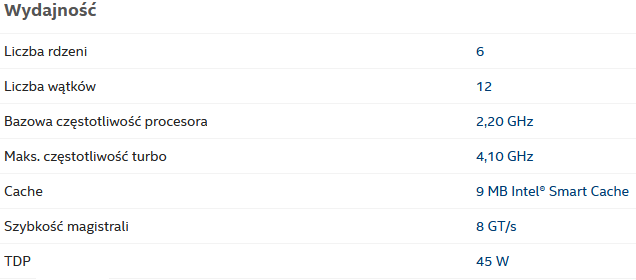 Wydajność
Liczba rdzeni 6
Liczba wątków 12
Bazowa częstotliwość procesora 2,20 GHz
Maks. częstotliwość turbo 4,10 GHz
Cache 9 MB Intel® Smart Cache
Szybkość magistrali 8 GT/s
TDP 45 W